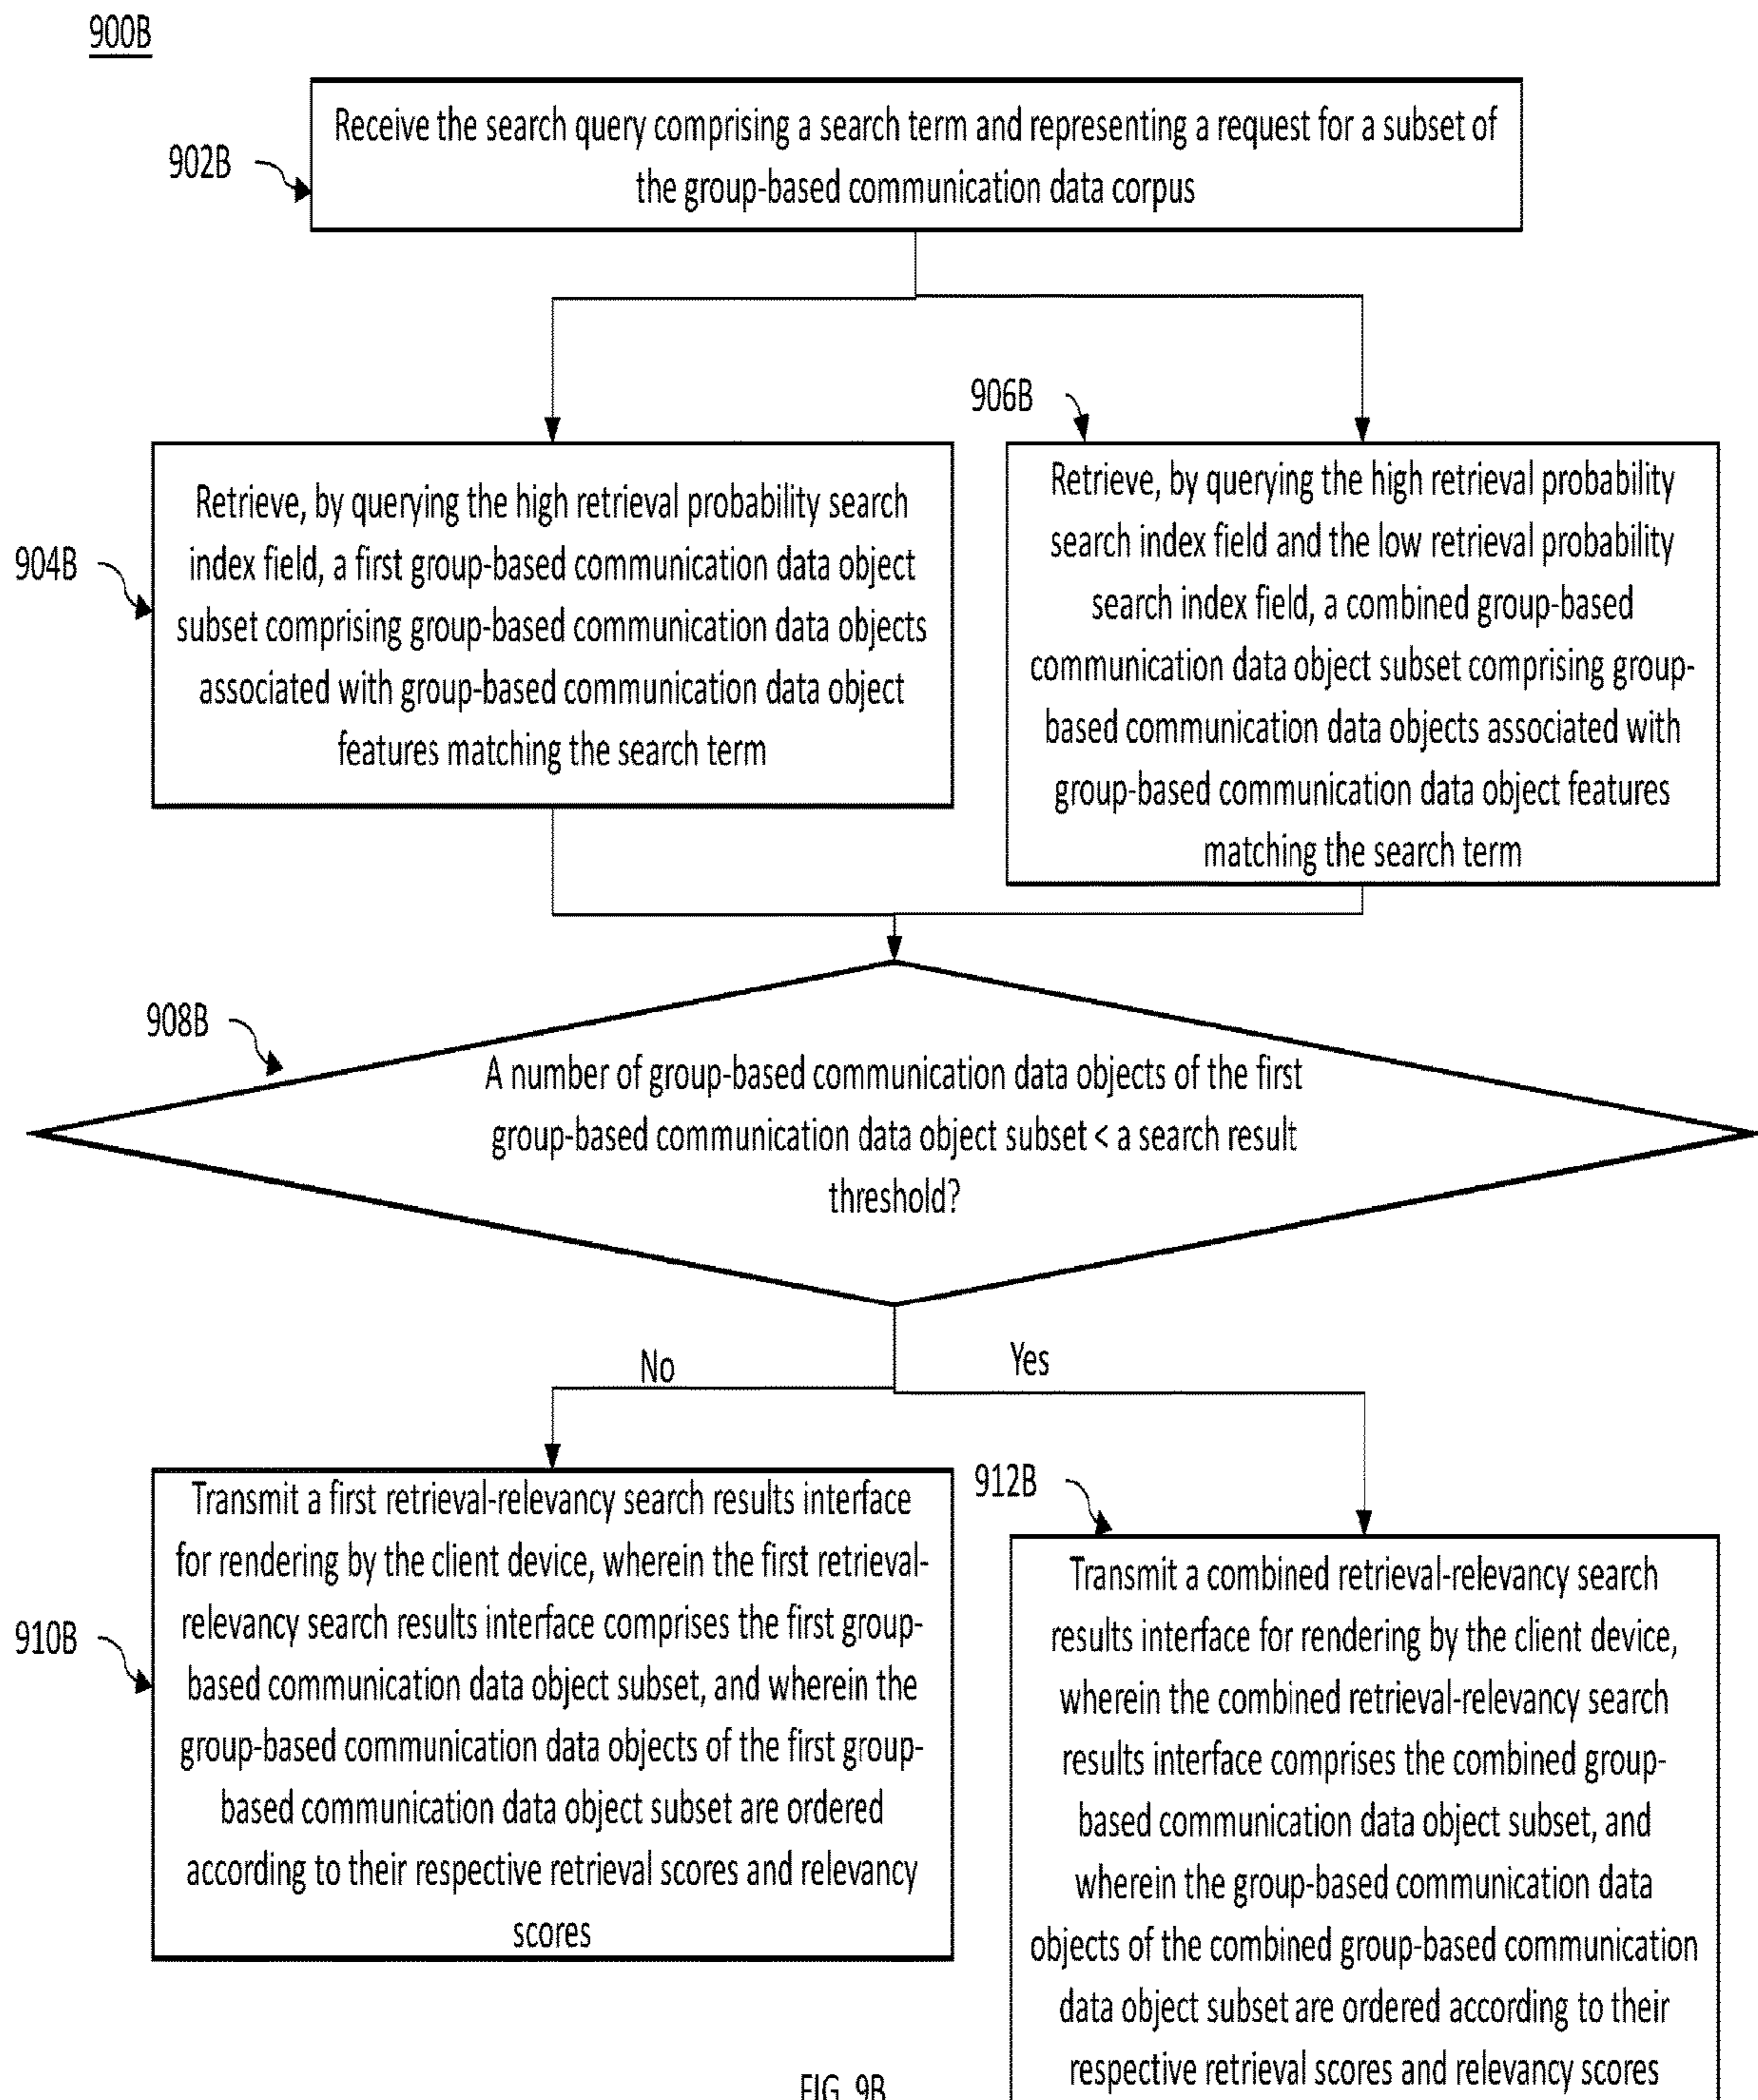 900B
902B
Receive the search query comprising a search term and representing a request for a subset of
the group-based communication data corpus
904B
Retrieve, by querying the high retrieval probability search
index field, a first group-based communication data object
subset comprising group-based communication data objects
associated with group-based communication data object
features matching the search term
906B
Retrieve, by querying the high retrieval probability
search index field and the low retrieval probability
search index field, a combined group-based
communication data object subset comprising group-
based communication data objects associated with
group-based communication data object features
matching the search term
908B
A number of group-based communication data objects of the first
group-based communication data object subset < a search result
threshold?
No
Yes
910B
Transmit a first retrieval-relevancy search results interface
for rendering by the client device, wherein the first retrieval-
relevancy search results interface comprises the first group-
based communication data object subset, and wherein the
group-based communication data objects of the first group-
based communication data object subset are ordered
according to their respective retrieval scores and relevancy
scores
912B
Transmit a combined retrieval-relevancy search
results interface for rendering by the client device,
wherein the combined retrieval-relevancy search
results interface comprises the combined group-
based communication data object subset, and
wherein the group-based communication data
objects of the combined group-based communication
data object subset are ordered according to their
respective retrieval scores and relevancy scores
FIG. 9B